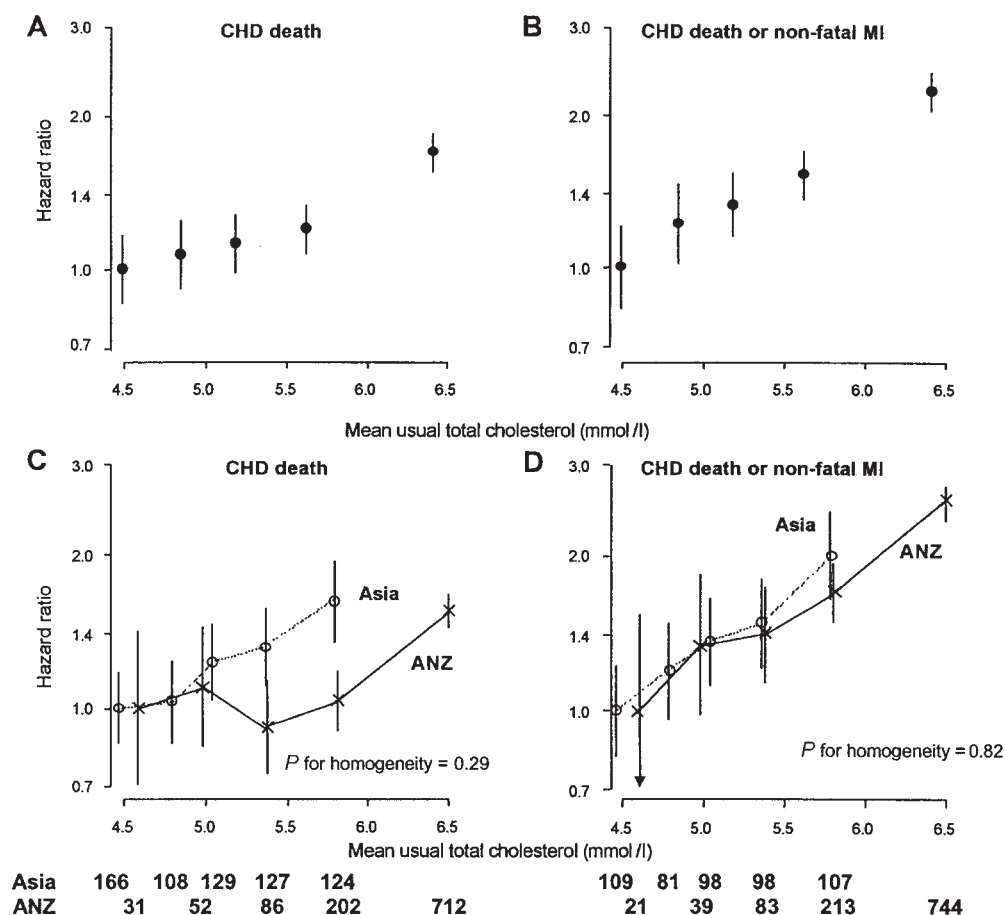 A CHD death
3.0
2.0
1.4
1.0
0.7
Hazard ratio
4.5 5.0 5.5 6.0 6.5
B CHD death or non-fatal MI
3.0
2.0
1.4
1.0
0.7
4.5 5.0 5.5 6.0 6.5
Mean usual total cholesterol (mmol/l)
C CHD death
3.0
2.0
1.4
1.0
0.7
Hazard ratio
Asia
ANZ
P for homogeneity = 0.29
4.5 5.0 5.5 6.0 6.5
D CHD death or non-fatal MI
3.0
2.0
1.4
1.0
0.7
Asia
ANZ
P for homogeneity = 0.82
4.5 5.0 5.5 6.0 6.5
Mean usual total cholesterol (mmol/l)
Asia 166 108 129 127 124 109 81 98 98 107
ANZ 31 52 86 202 712 21 39 83 213 744